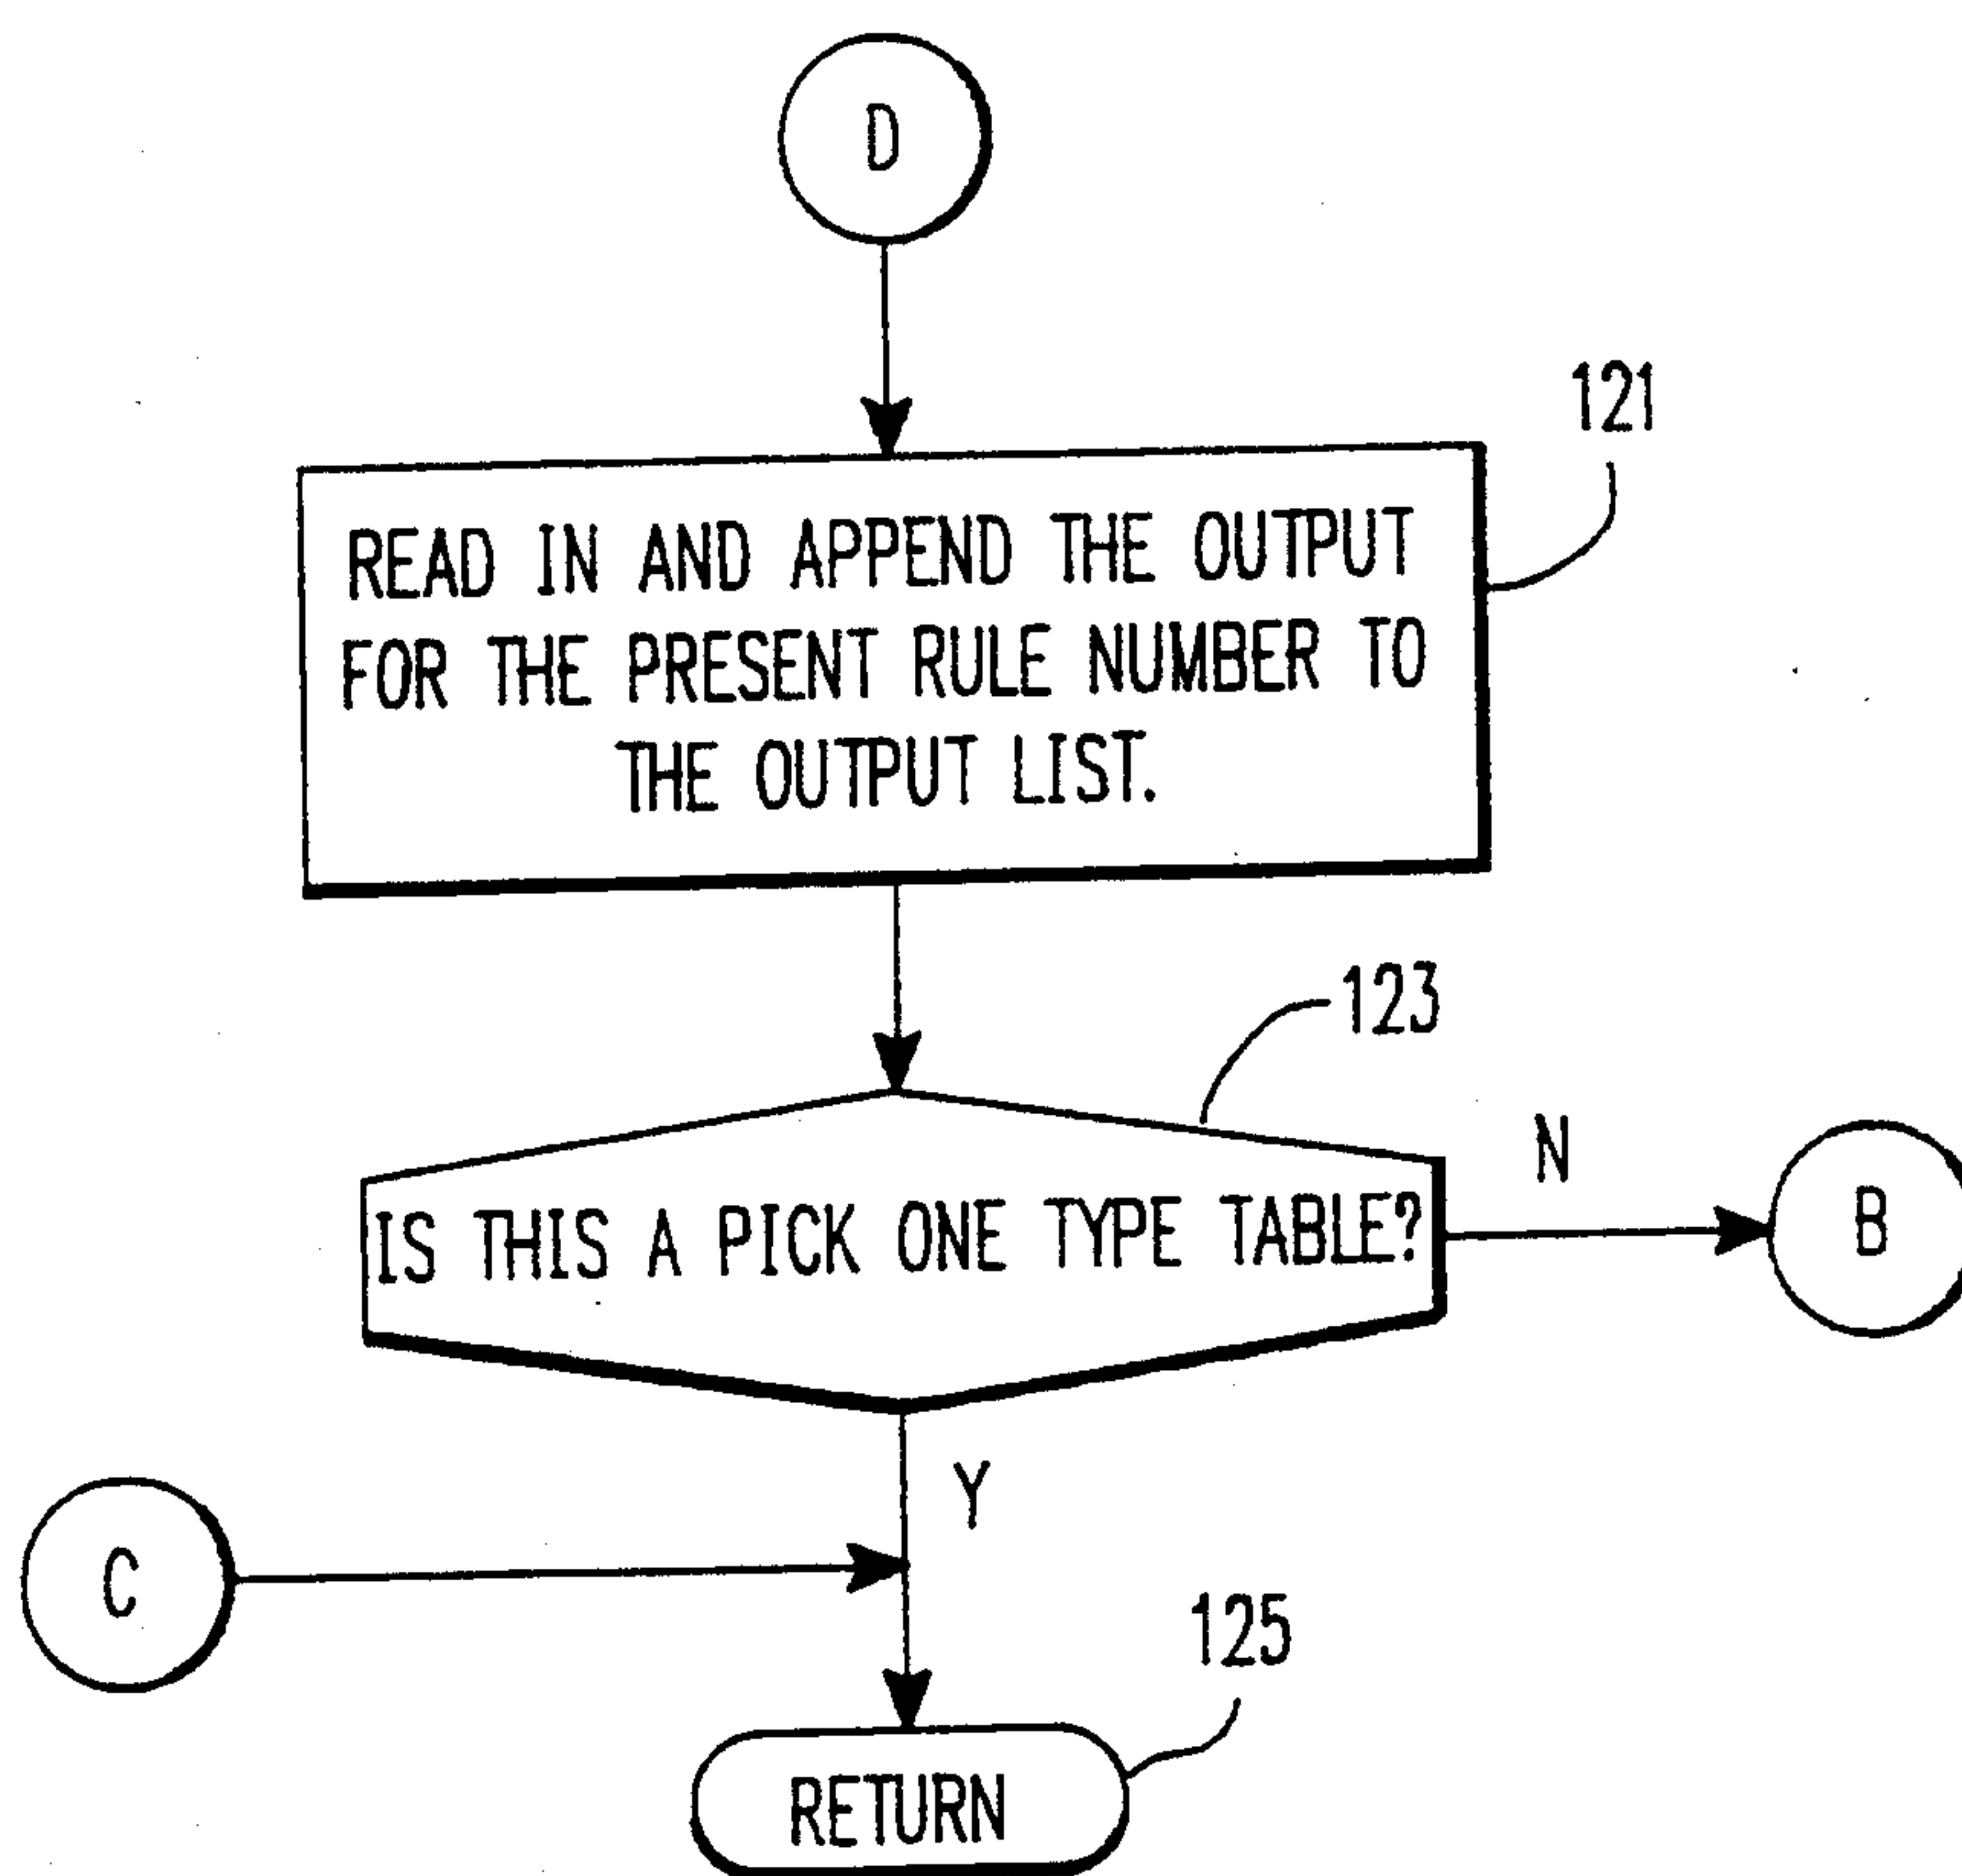 D
121
READ IN AND APPEND THE OUTPUT
FOR THE PRESENT RULE NUMBER TO
THE OUTPUT LIST.
123
N
IS THIS A PICK ONE TYPE TABLE?
B
Y
C
125
RETURN